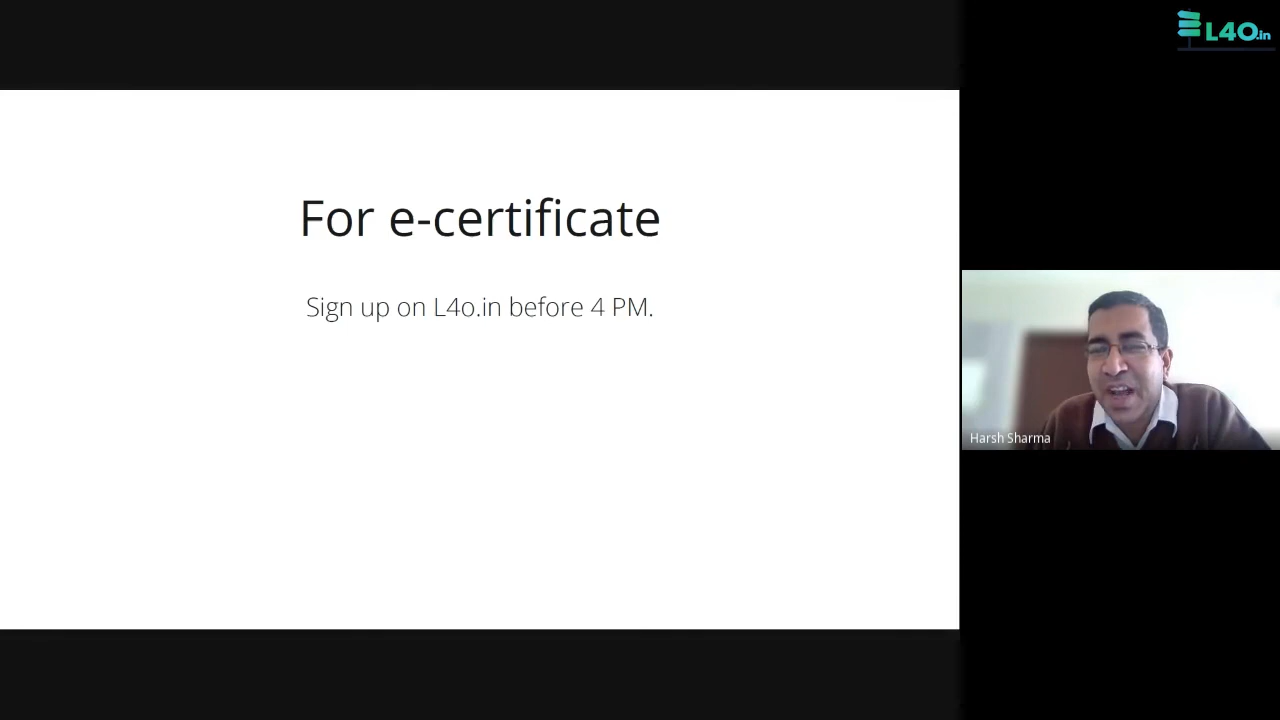 L4O.in
For e-certificate
Sign up on L4o.in before 4 PM.
Harsh Sharma